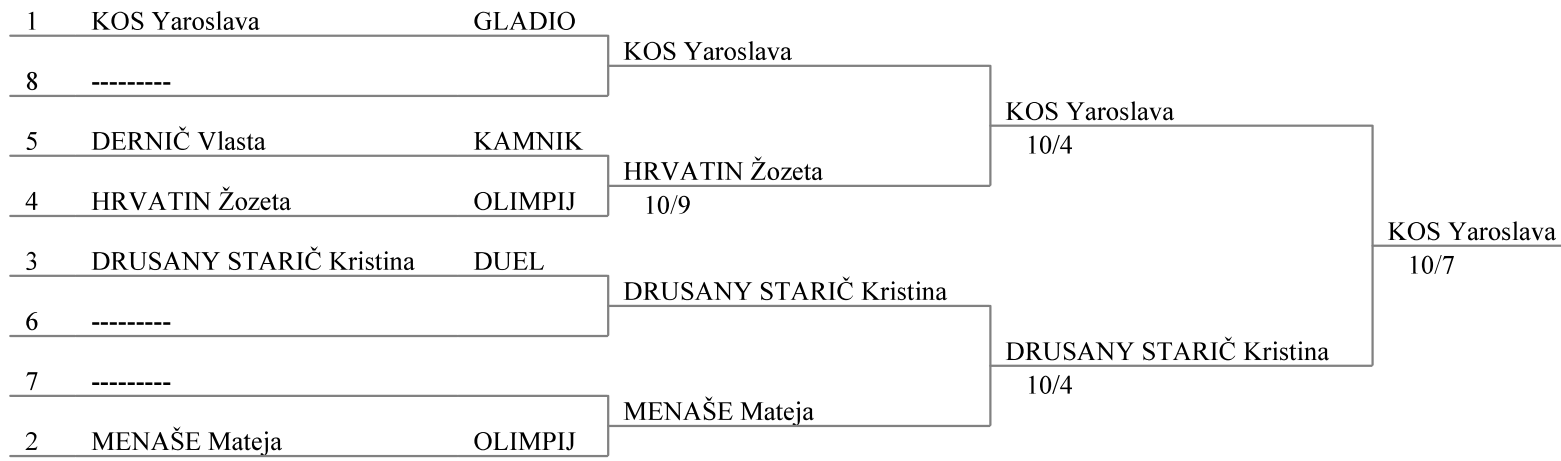 1 KOS Yaroslava GLADIO
KOS Yaroslava
8 ---------
KOS Yaroslava
10/4
5 DERNIČ Vlasta KAMNIK
HRVATIN Žozeta
10/9
4 HRVATIN Žozeta OLIMPIJ
KOS Yaroslava
10/7
3 DRUSANY STARIČ Kristina DUEL
DRUSANY STARIČ Kristina
6 ---------
DRUSANY STARIČ Kristina
10/4
7 ---------
MENAŠE Mateja
2 MENAŠE Mateja OLIMPIJ